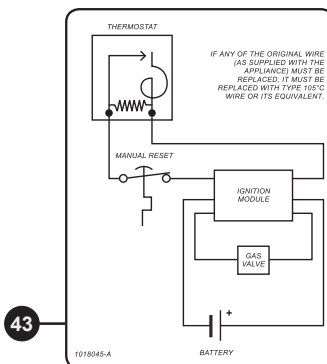 THERMOSTAT
IF ANY OF THE ORIGINAL WIRE
(AS SUPPLIED WITH THE
APPLIANCE) MUST BE
REPLACED, IT MUST BE
REPLACED WITH TYPE 105°C
WIRE OR ITS EQUIVALENT.
MANUAL RESET
IGNITION
MODULE
GAS
VALVE
+
43
1018045-A
BATTERY